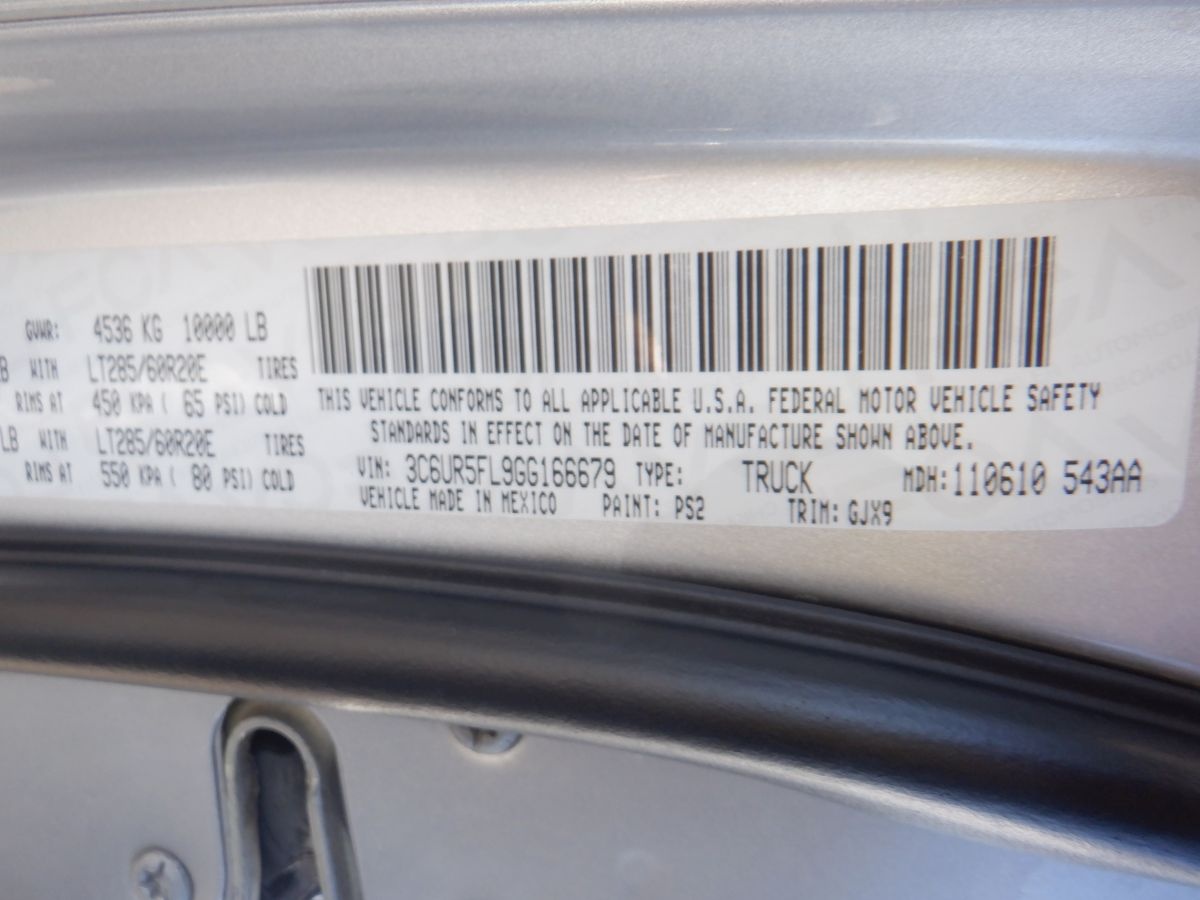 GVWR: 4536 KG 10000 LB
B WITH LT285/60R20E TIRES
RIMS AT 450 KPA ( 65 PSI) COLD
LB WITH LT285/60R20E TIRES
RIMS AT 550 KPA ( 80 PSI) COLD
THIS VEHICLE CONFORMS TO ALL APPLICABLE U.S.A. FEDERAL MOTOR VEHICLE SAFETY
STANDARDS IN EFFECT ON THE DATE OF MANUFACTURE SHOWN ABOVE.
VIN: 3C6UR5FL9GG166679 TYPE: TRUCK MDH: 110610 543AA
VEHICLE MADE IN MEXICO PAINT: PS2 TRIM: GJX9